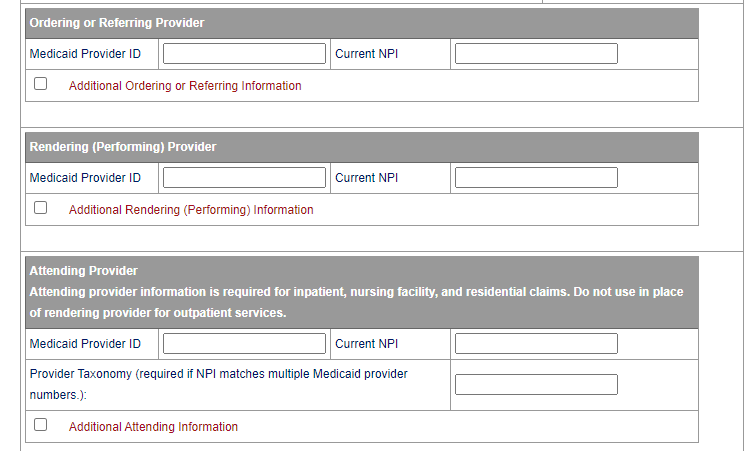 Ordering or Referring Provider
Medicaid Provider ID Current NPI
Additional Ordering or Referring Information
Rendering (Performing) Provider
Medicaid Provider ID Current NPI
Additional Rendering (Performing) Information
Attending Provider
Attending provider information is required for inpatient, nursing facility, and residential claims. Do not use in place
of rendering provider for outpatient services.
Medicaid Provider ID Current NPI
Provider Taxonomy (required if NPI matches multiple Medicaid provider
numbers.):
Additional Attending Information